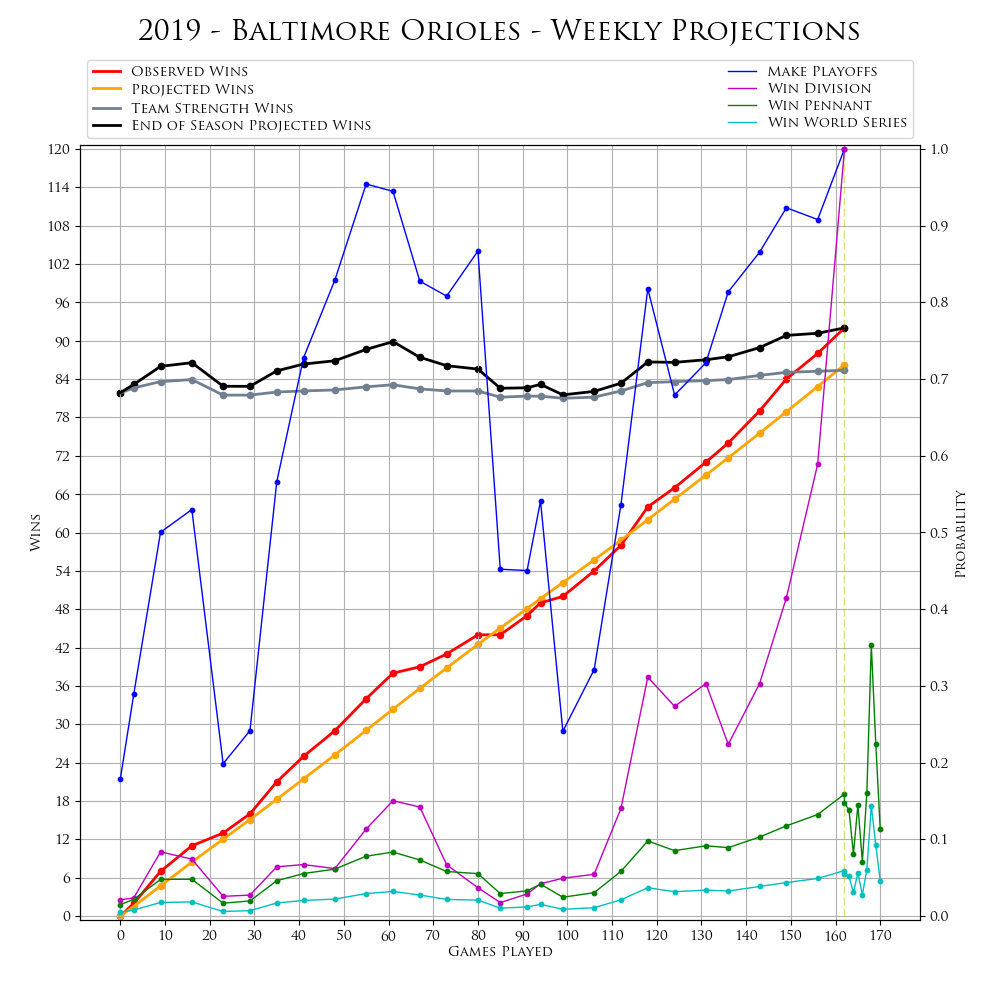 2019 - Baltimore Orioles - Weekly Projections
Observed Wins
Projected Wins
Team Strength Wins
End of Season Projected Wins
Make Playoffs
Win Division
Win Pennant
Win World Series
120
114
108
102
96
90
84
78
72
66
60
54
48
42
36
30
24
18
12
6
0
Wins
1.0
0.9
0.8
0.7
0.6
0.5
0.4
0.3
0.2
0.1
0.0
Probability
0 10 20 30 40 50 60 70 80 90 100 110 120 130 140 150 160 170
Games Played